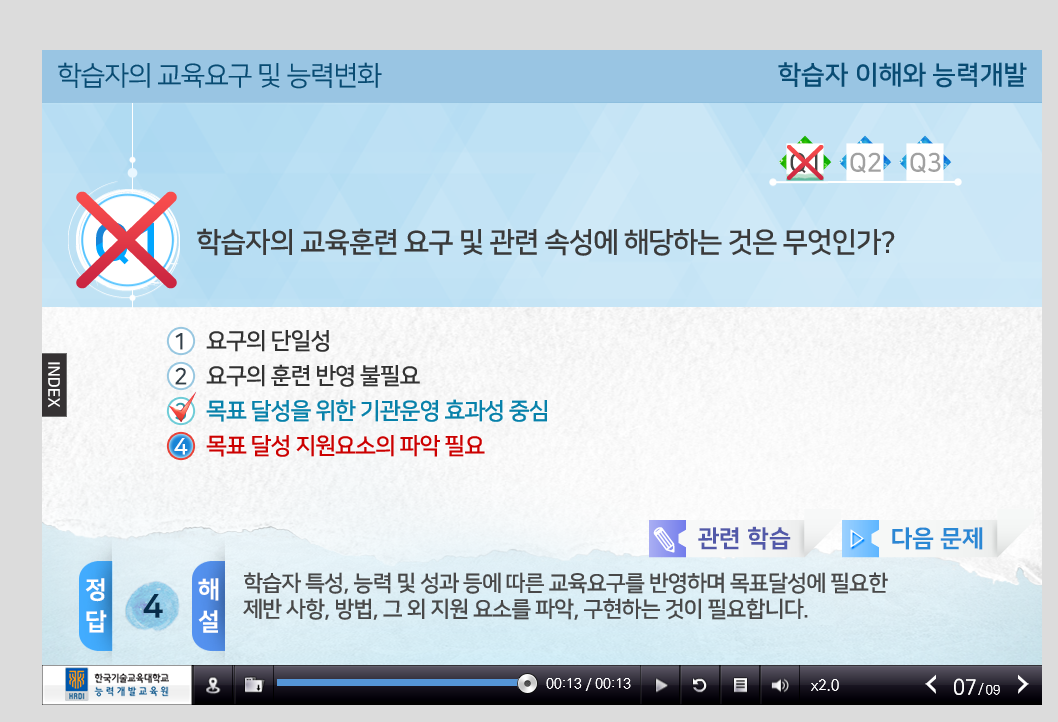 학습자의 교육요구 및 능력변화
학습자 이해와 능력개발
Q1 Q2 Q3
Q1
학습자의 교육훈련 요구 및 관련 속성에 해당하는 것은 무엇인가?
1 요구의 단일성
2 요구의 훈련 반영 불필요
3 목표 달성을 위한 기관운영 효과성 중심
4 목표 달성 지원요소의 파악 필요
INDEX
관련 학습
다음 문제
정답
4
해설
학습자 특성, 능력 및 성과 등에 따른 교육요구를 반영하며 목표달성에 필요한
제반 사항, 방법, 그 외 지원 요소를 파악, 구현하는 것이 필요합니다.
HRDI
한국기술교육대학교
능력개발교육원
00:13 / 00:13
x2.0
07/09